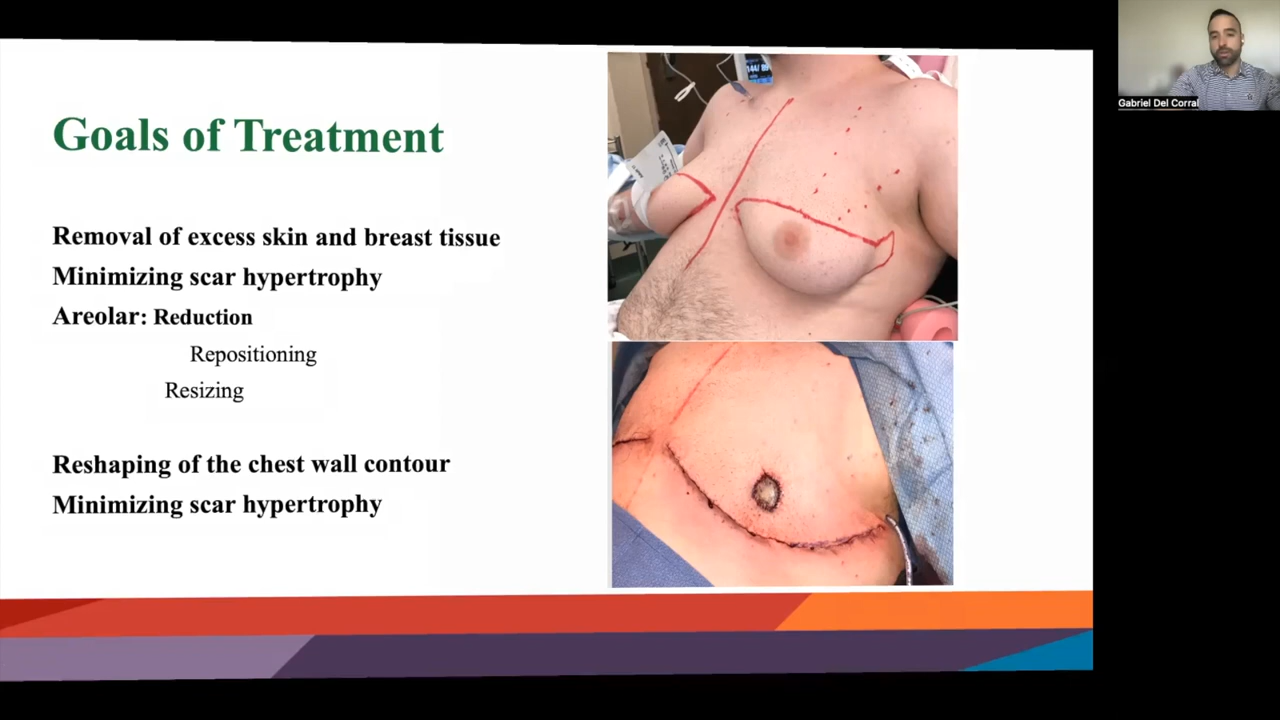 Goals of Treatment
Removal of excess skin and breast tissue
Minimizing scar hypertrophy
Areolar: Reduction
Repositioning
Resizing
Reshaping of the chest wall contour
Minimizing scar hypertrophy
Gabriel Del Corral